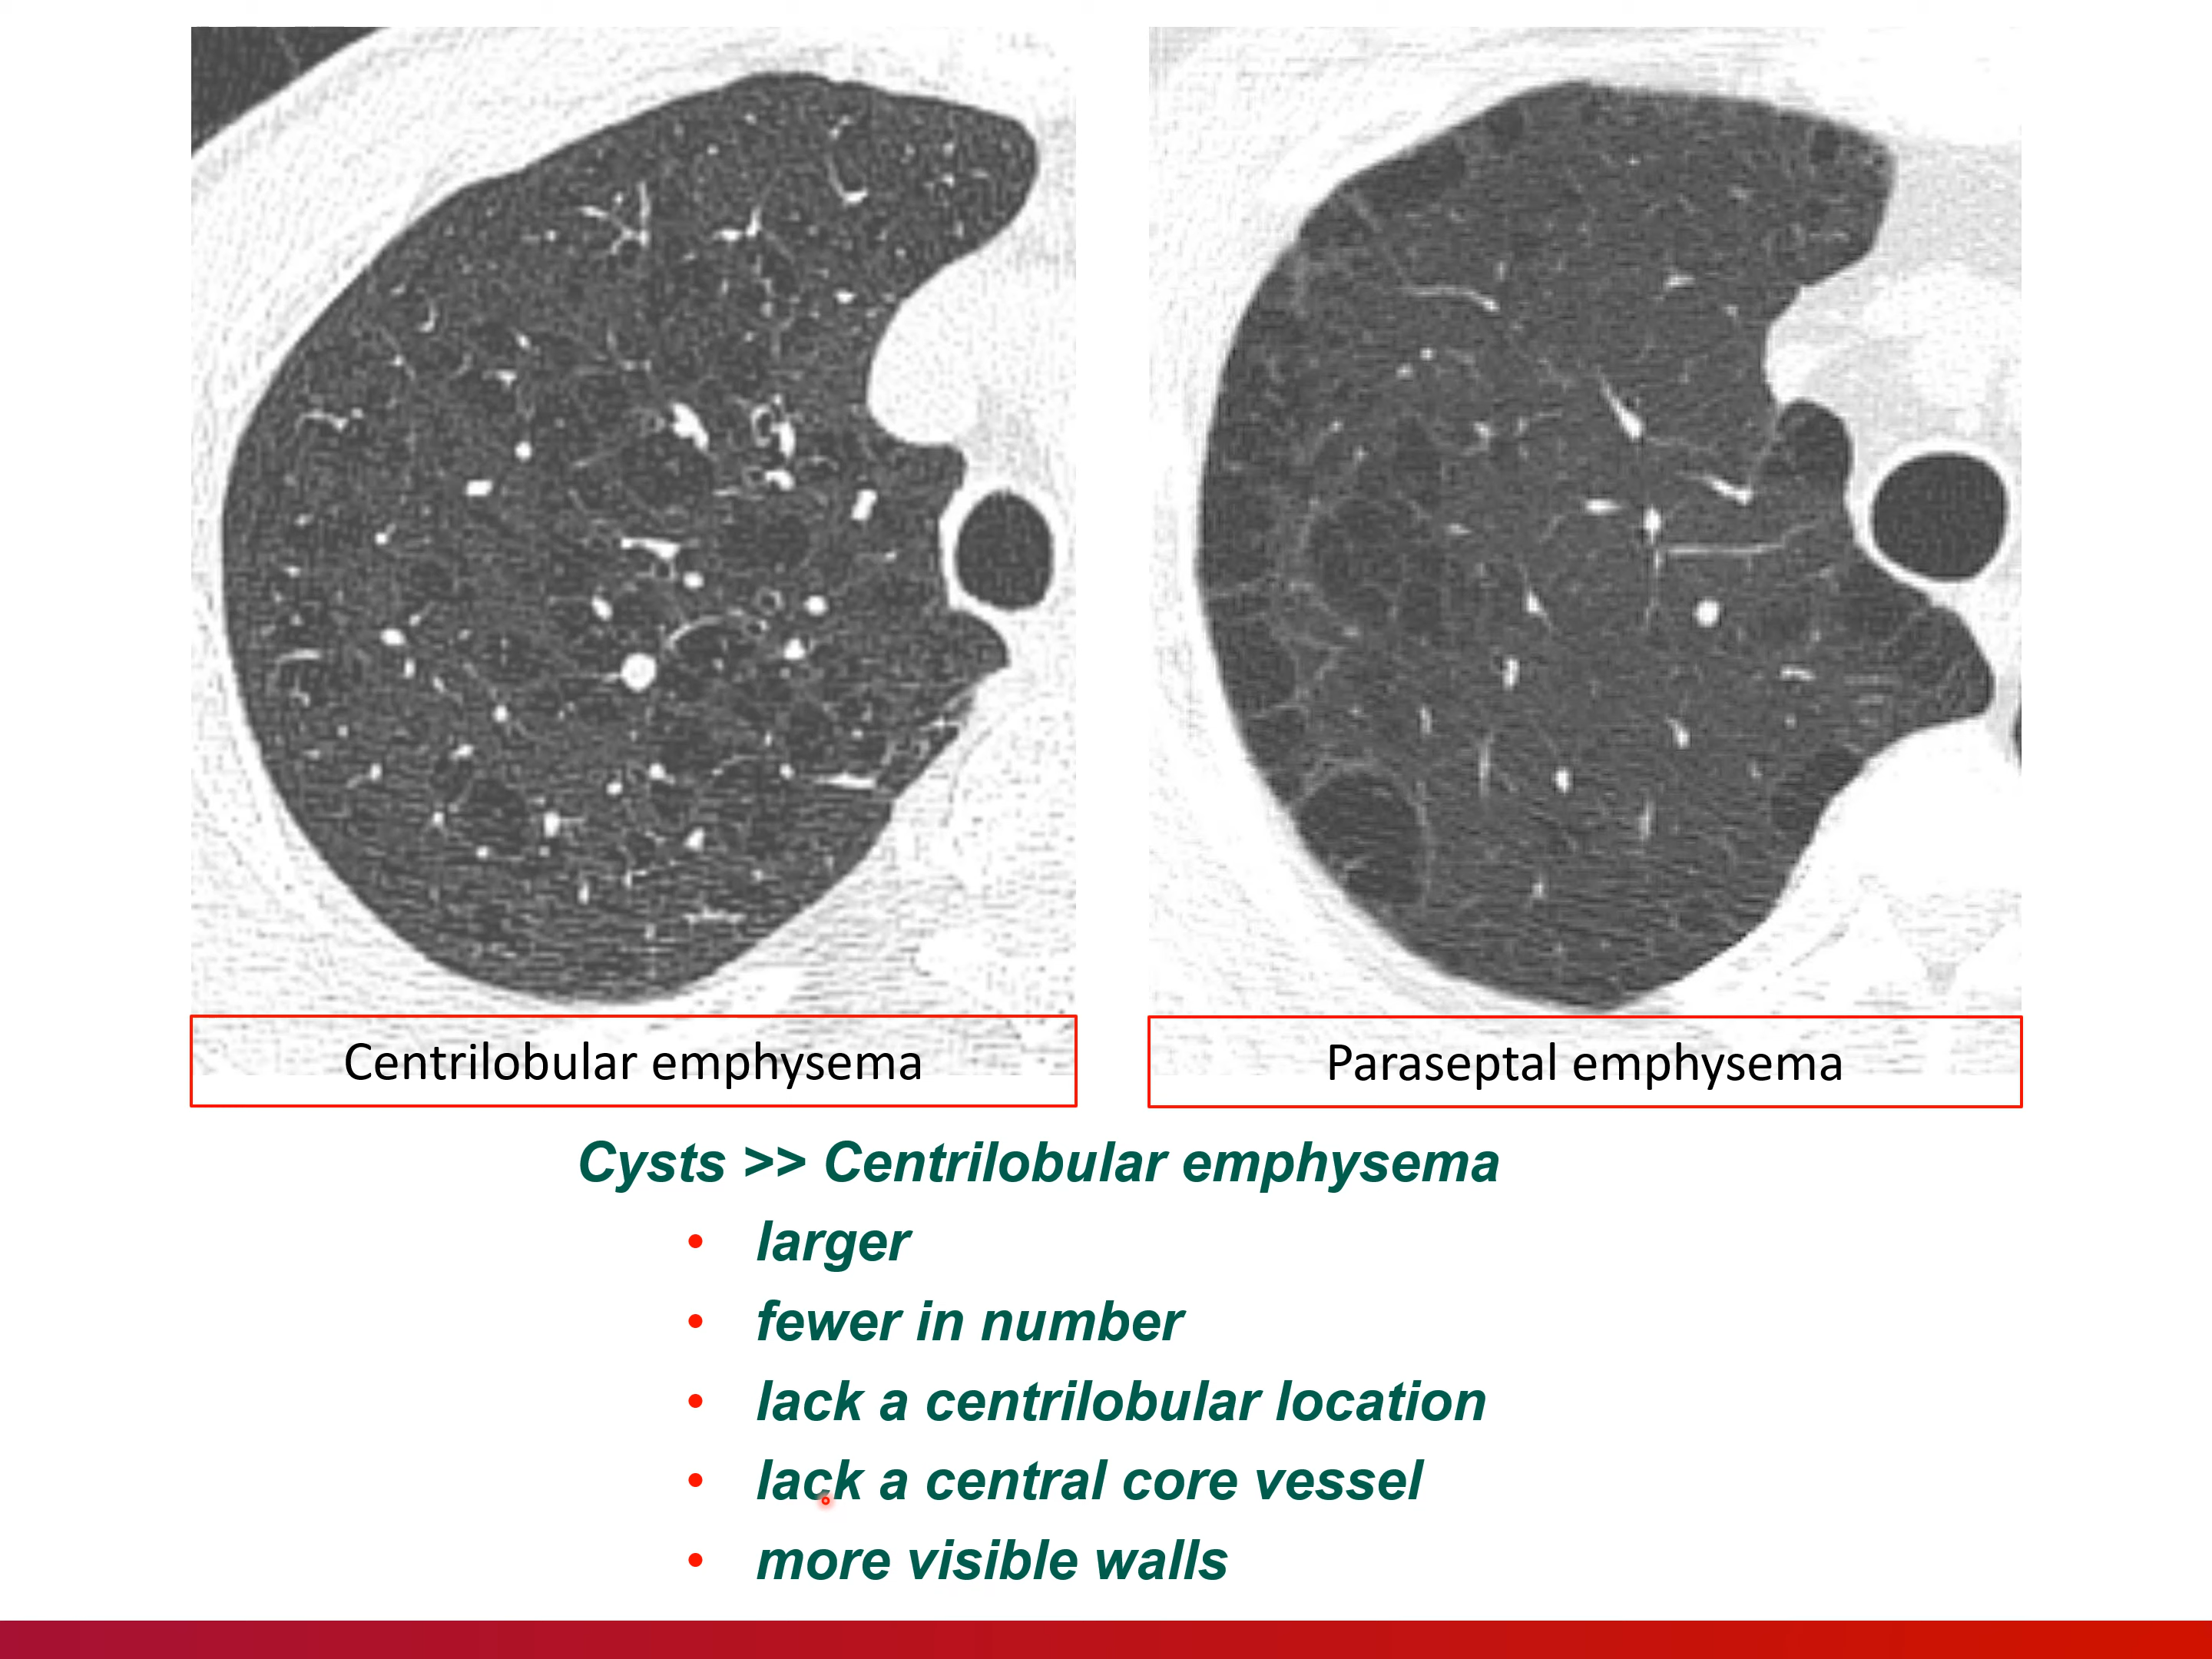 Centrilobular emphysema
Paraseptal emphysema
Cysts >> Centrilobular emphysema
• larger
• fewer in number
• lack a centrilobular location
• lack a central core vessel
• more visible walls